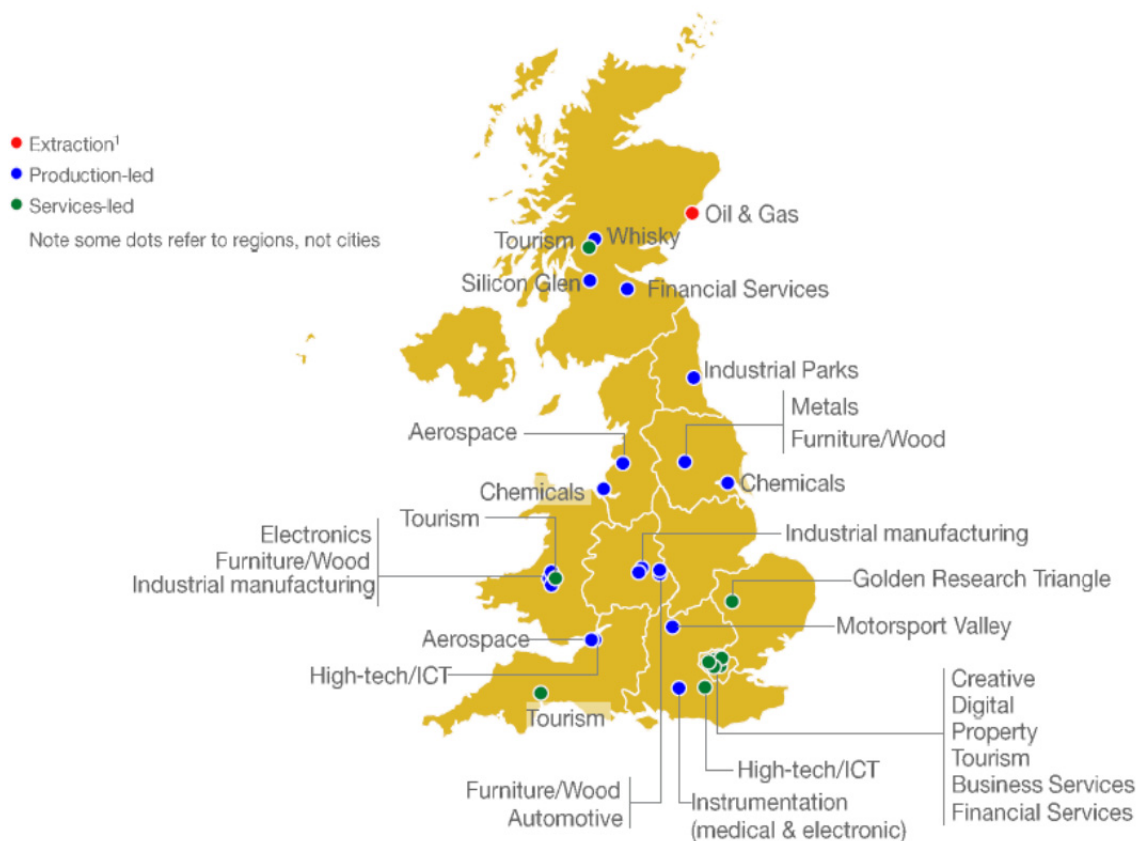 Extraction¹
Production-led
Services-led
Note some dots refer to regions, not cities
Oil & Gas
Tourism
Whisky
Silicon Glen
Financial Services
Industrial Parks
Metals
Furniture/Wood
Aerospace
Chemicals
Chemicals
Tourism
Electronics
Furniture/Wood
Industrial manufacturing
Industrial manufacturing
Golden Research Triangle
Motorsport Valley
Aerospace
High-tech/ICT
Tourism
Creative
Digital
Property
Tourism
Business Services
Financial Services
High-tech/ICT
Furniture/Wood
Automotive
Instrumentation
(medical & electronic)